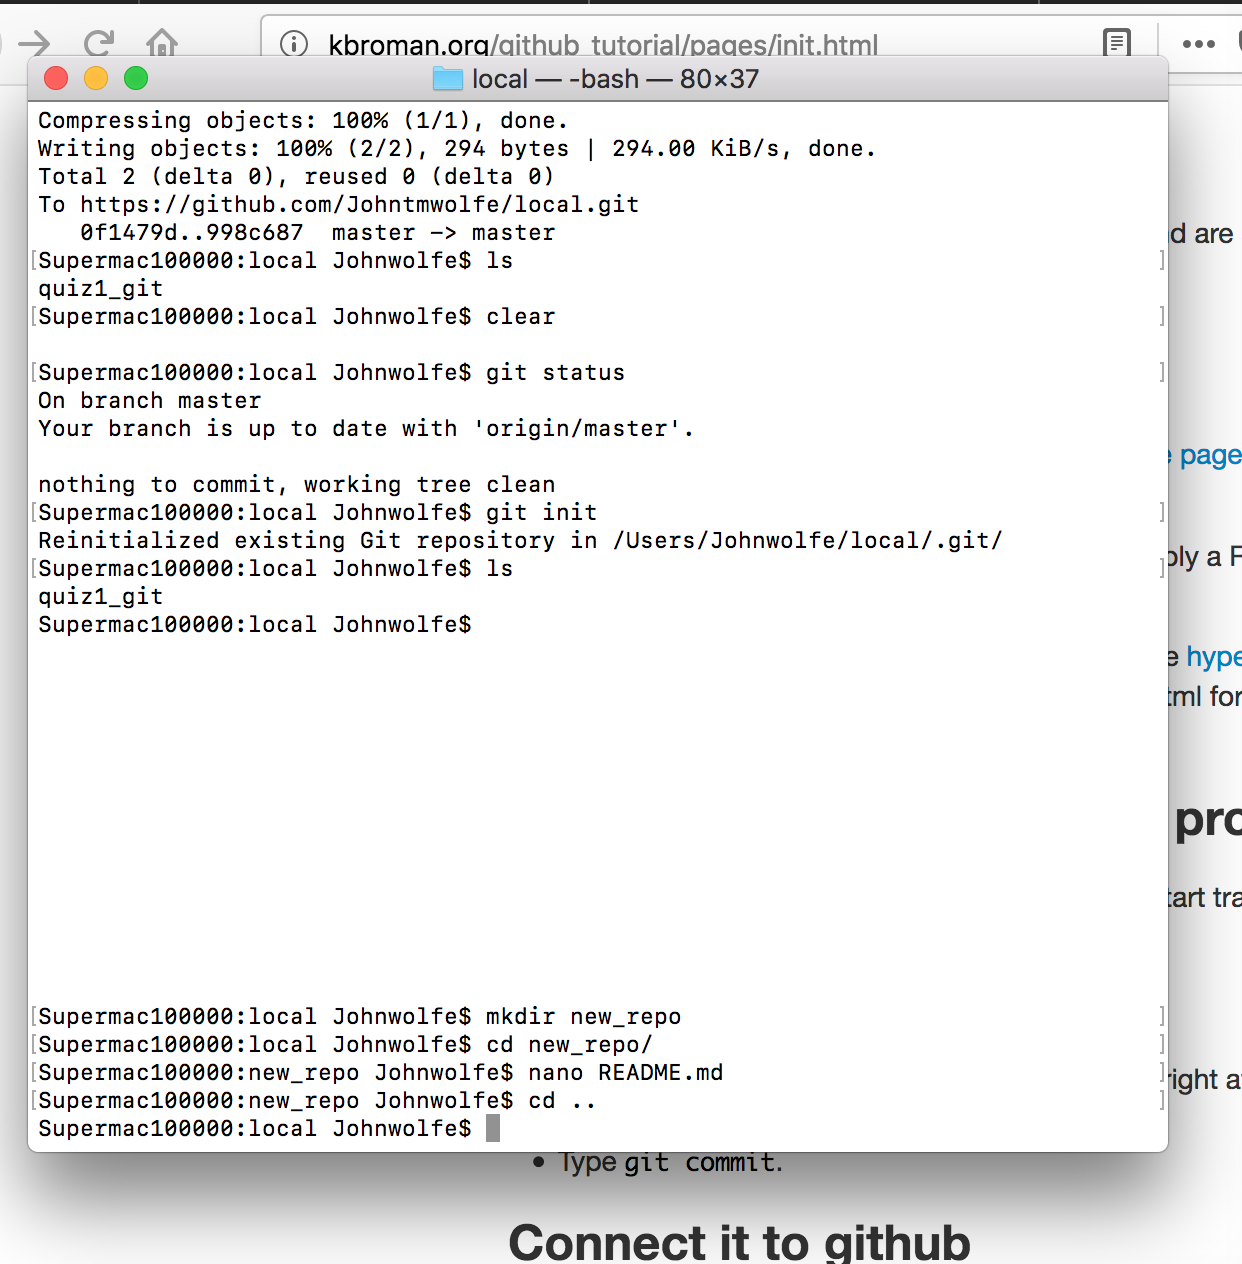 kbroman.org/github_tutorial/pages/init.html
local — -bash — 80×37
Compressing objects: 100% (1/1), done.
Writing objects: 100% (2/2), 294 bytes | 294.00 KiB/s, done.
Total 2 (delta 0), reused 0 (delta 0)
To https://github.com/Johntmwolfe/local.git
0f1479d..998c687  master -> master
[Supermac100000:local Johnwolfe$ ls ]
quiz1_git
[Supermac100000:local Johnwolfe$ clear ]
[Supermac100000:local Johnwolfe$ git status ]
On branch master
Your branch is up to date with 'origin/master'.
nothing to commit, working tree clean
[Supermac100000:local Johnwolfe$ git init ]
Reinitialized existing Git repository in /Users/Johnwolfe/local/.git/
[Supermac100000:local Johnwolfe$ ls ]
quiz1_git
Supermac100000:local Johnwolfe$
[Supermac100000:local Johnwolfe$ mkdir new_repo ]
[Supermac100000:local Johnwolfe$ cd new_repo/ ]
[Supermac100000:new_repo Johnwolfe$ nano README.md ]
[Supermac100000:new_repo Johnwolfe$ cd .. ]
Supermac100000:local Johnwolfe$
d are
page
a
hype
for
tart
right
• Type git commit.
Connect it to github